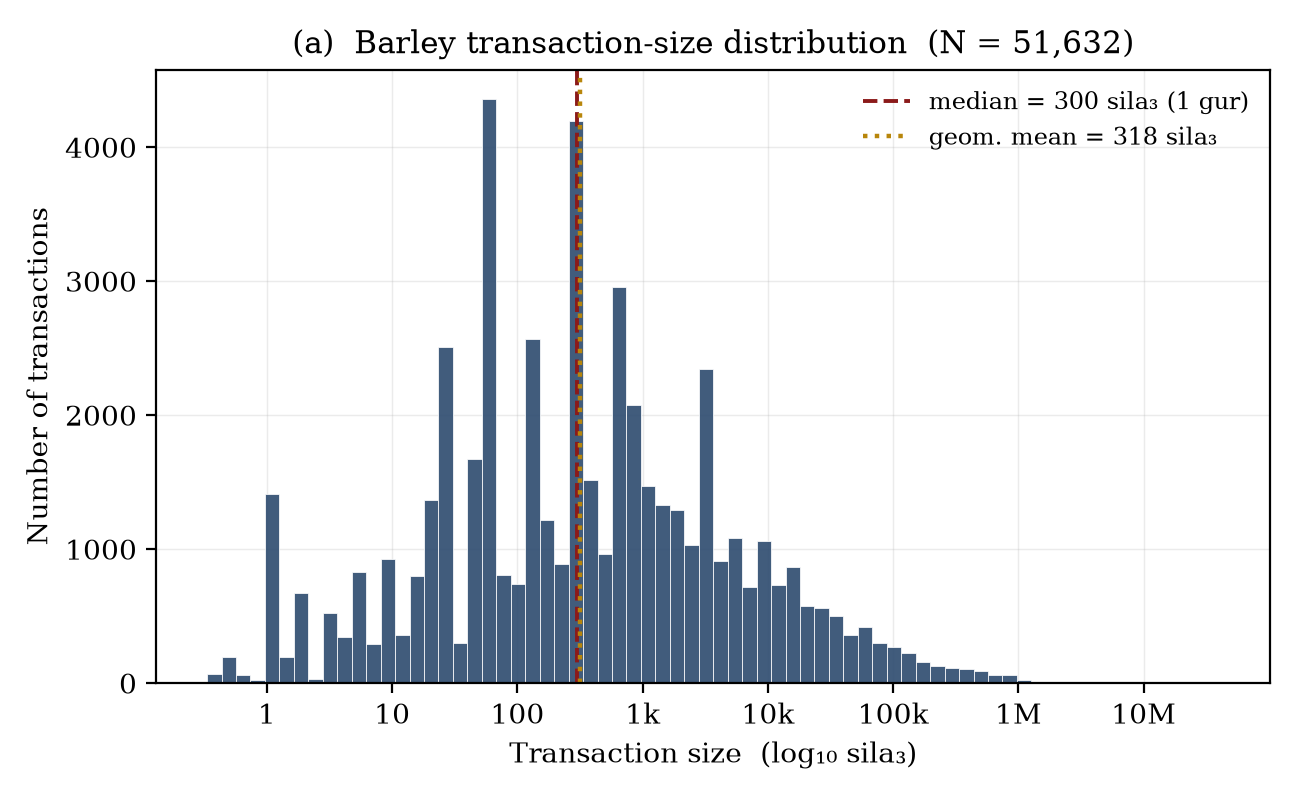 (a) Barley transaction-size distribution (N = 51,632)
median = 300 sila₃ (1 gur)
geom. mean = 318 sila₃
Number of transactions
4000
3000
2000
1000
0
1 10 100 1k 10k 100k 1M 10M
Transaction size (log₁₀ sila₃)